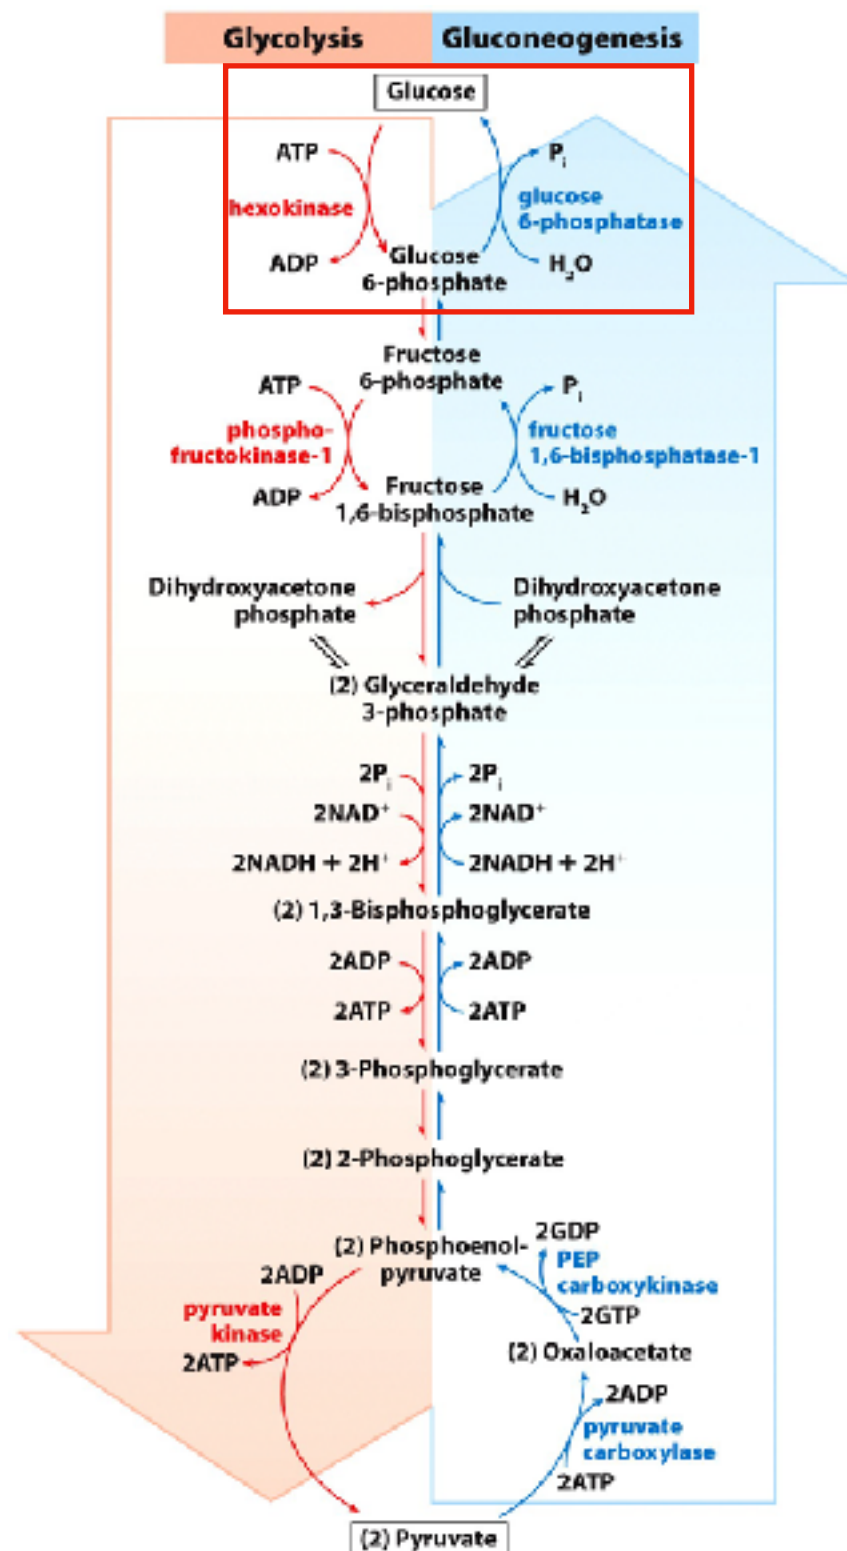 Glycolysis Gluconeogenesis
Glucose
ATP
Pi
hexokinase
glucose
6-phosphatase
ADP
Glucose
6-phosphate
H2O
Fructose
6-phosphate
ATP
Pi
phospho-
fructokinase-1
fructose
1,6-bisphosphatase-1
ADP
Fructose
1,6-bisphosphate
H2O
Dihydroxyacetone
phosphate
Dihydroxyacetone
phosphate
(2) Glyceraldehyde
3-phosphate
2Pi
2Pi
2NAD+
2NAD+
2NADH + 2H+
2NADH + 2H+
(2) 1,3-Bisphosphoglycerate
2ADP
2ADP
2ATP
2ATP
(2) 3-Phosphoglycerate
(2) 2-Phosphoglycerate
(2) Phosphoenol-
pyruvate
2GDP
PEP
carboxykinase
2GTP
2ADP
pyruvate
kinase
2ATP
(2) Oxaloacetate
2ADP
pyruvate
carboxylase
2ATP
(2) Pyruvate